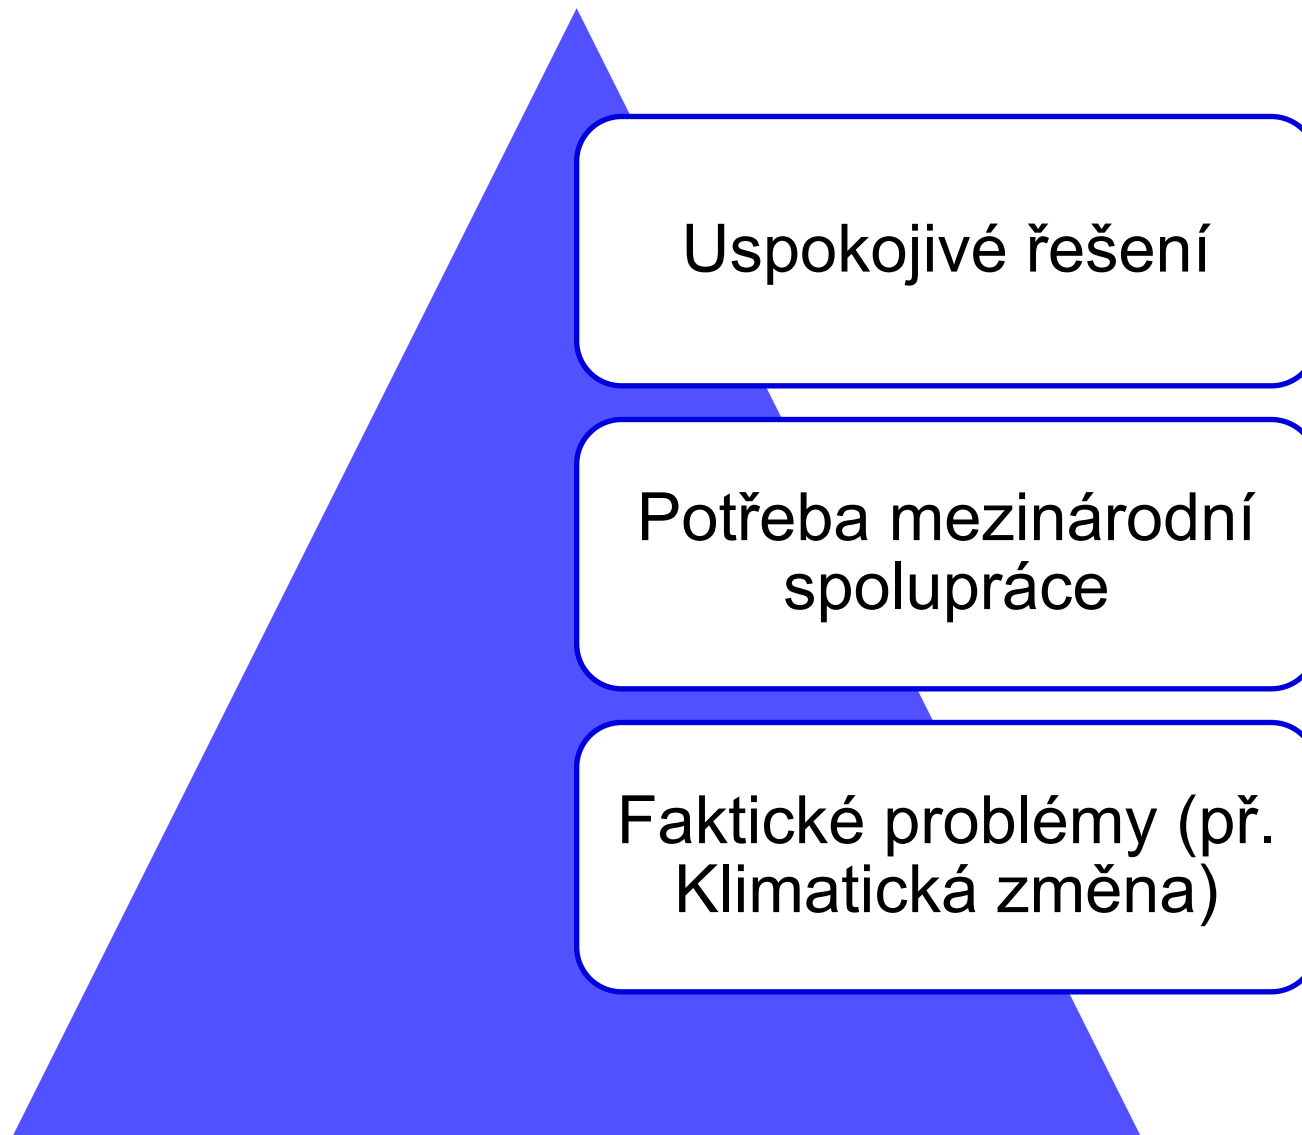 Uspokojivé řešení
Potřeba mezinárodní
spolupráce
Faktické problémy (př.
Klimatická změna)